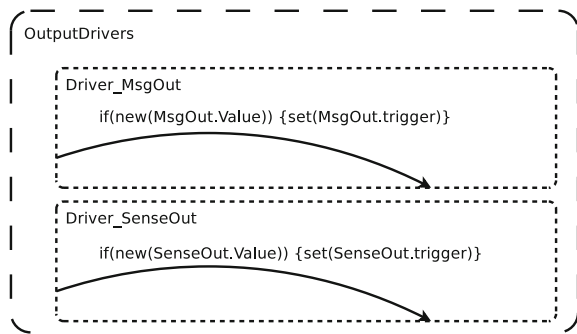 OutputDrivers
Driver_MsgOut
if(new(MsgOut.Value)) {set(MsgOut.trigger)}
Driver_SenseOut
if(new(SenseOut.Value)) {set(SenseOut.trigger)}